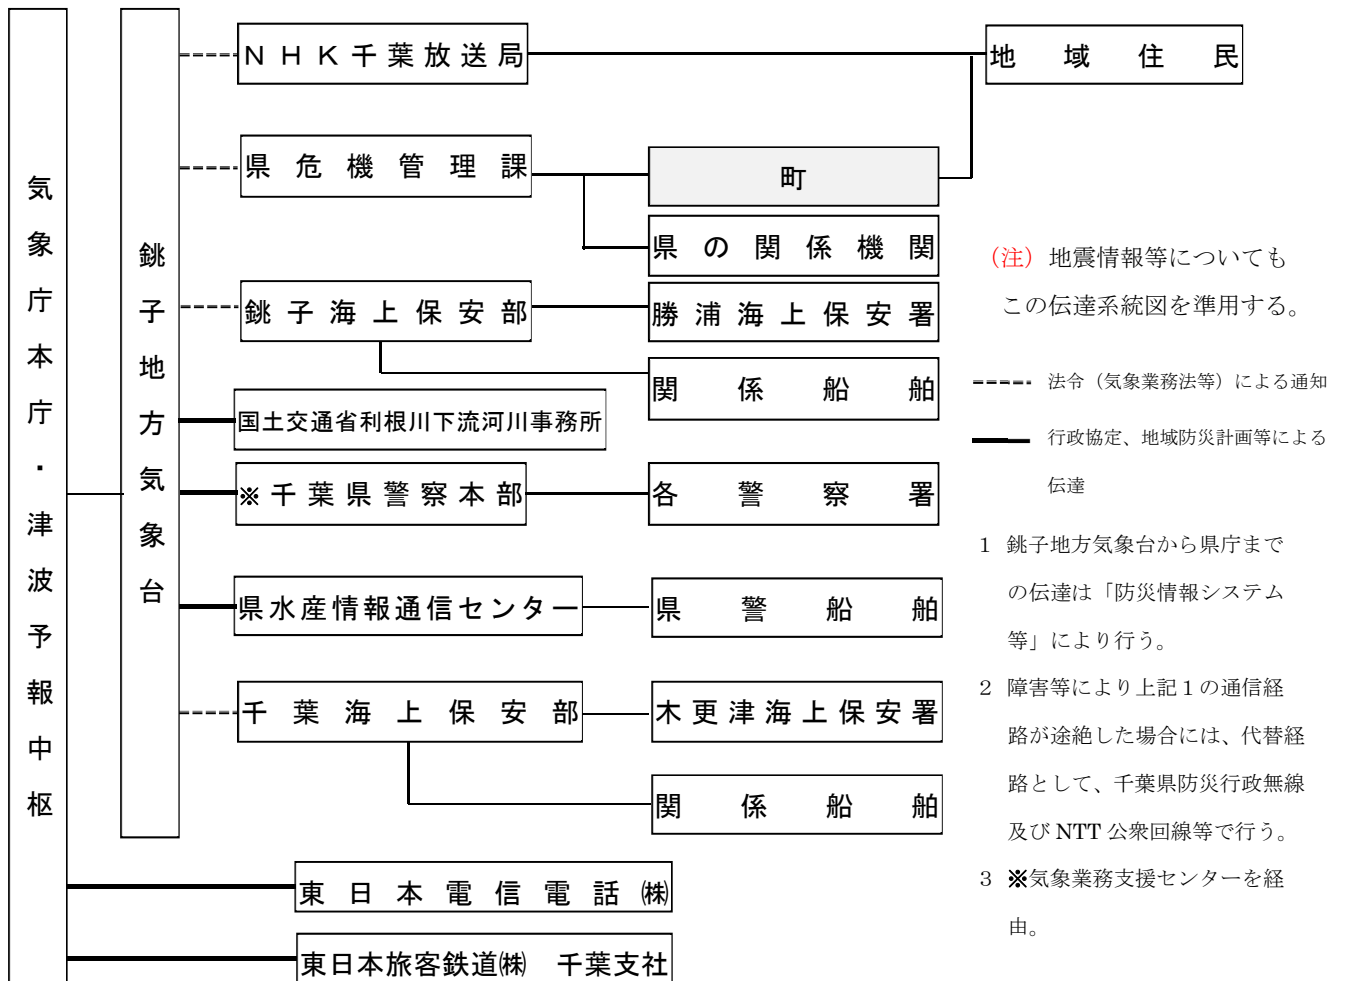 気象庁本庁・津波予報中枢
銚子地方気象台
ＮＨＫ千葉放送局
地域住民
県危機管理課
町
県の関係機関
銚子海上保安部
勝浦海上保安署
関係船舶
国土交通省利根川下流河川事務所
※千葉県警察本部
各警察署
県水産情報通信センター
県警船舶
千葉海上保安部
木更津海上保安署
関係船舶
東日本電信電話㈱
東日本旅客鉄道㈱　千葉支社
（注）地震情報等についても
この伝達系統図を準用する。
法令（気象業務法等）による通知
行政協定、地域防災計画等による
伝達
1 銚子地方気象台から県庁まで
の伝達は「防災情報システム
等」により行う。
2 障害等により上記１の通信経
路が途絶した場合には、代替経
路として、千葉県防災行政無線
及び NTT 公衆回線等で行う。
3 ※気象業務支援センターを経
由。